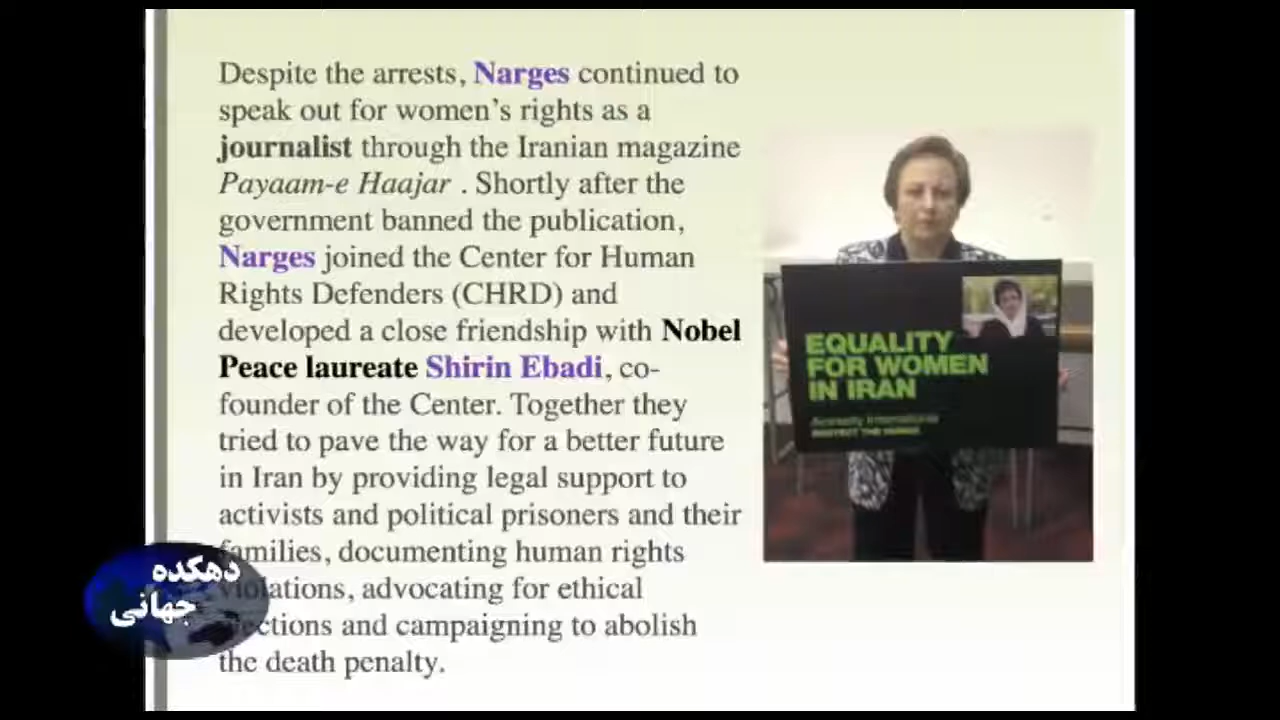 Despite the arrests, Narges continued to
speak out for women's rights as a
journalist through the Iranian magazine
Payaam-e Haajar . Shortly after the
government banned the publication,
Narges joined the Center for Human
Rights Defenders (CHRD) and
developed a close friendship with Nobel
Peace laureate Shirin Ebadi, co-
founder of the Center. Together they
tried to pave the way for a better future
in Iran by providing legal support to
activists and political prisoners and their
families, documenting human rights
violations, advocating for ethical
elections and campaigning to abolish
the death penalty.
EQUALITY
FOR WOMEN
IN IRAN
Amnesty International
PROTECT THE HUMAN
دهکده
جهانی